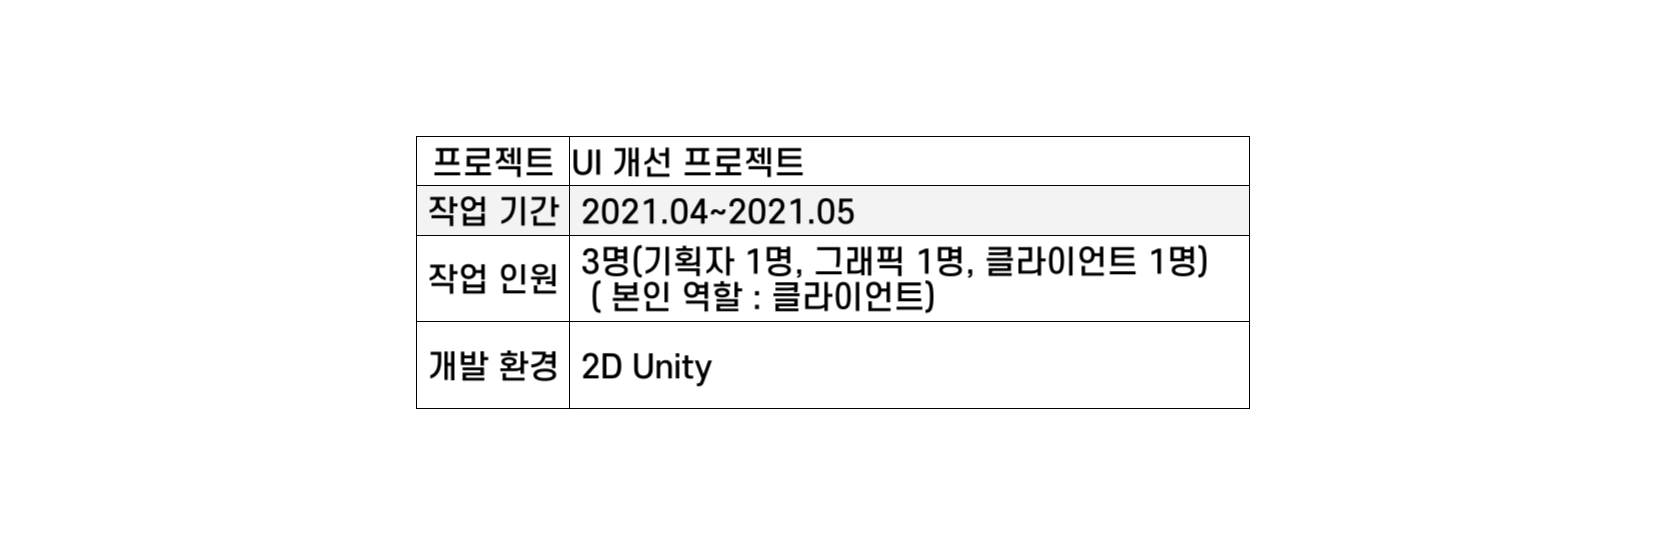 프로젝트 UI 개선 프로젝트
작업 기간 2021.04~2021.05
작업 인원 3명(기획자 1명, 그래픽 1명, 클라이언트 1명)
( 본인 역할 : 클라이언트)
개발 환경 2D Unity